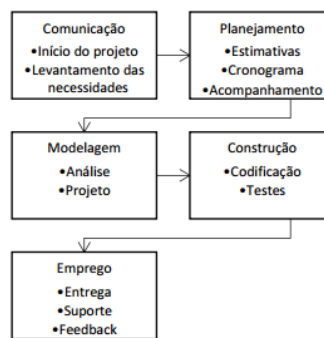 Comunicação
•Início do projeto
•Levantamento das
necessidades
Planejamento
•Estimativas
•Cronograma
•Acompanhamento
Modelagem
•Análise
•Projeto
Construção
•Codificação
•Testes
Emprego
•Entrega
•Suporte
•Feedback